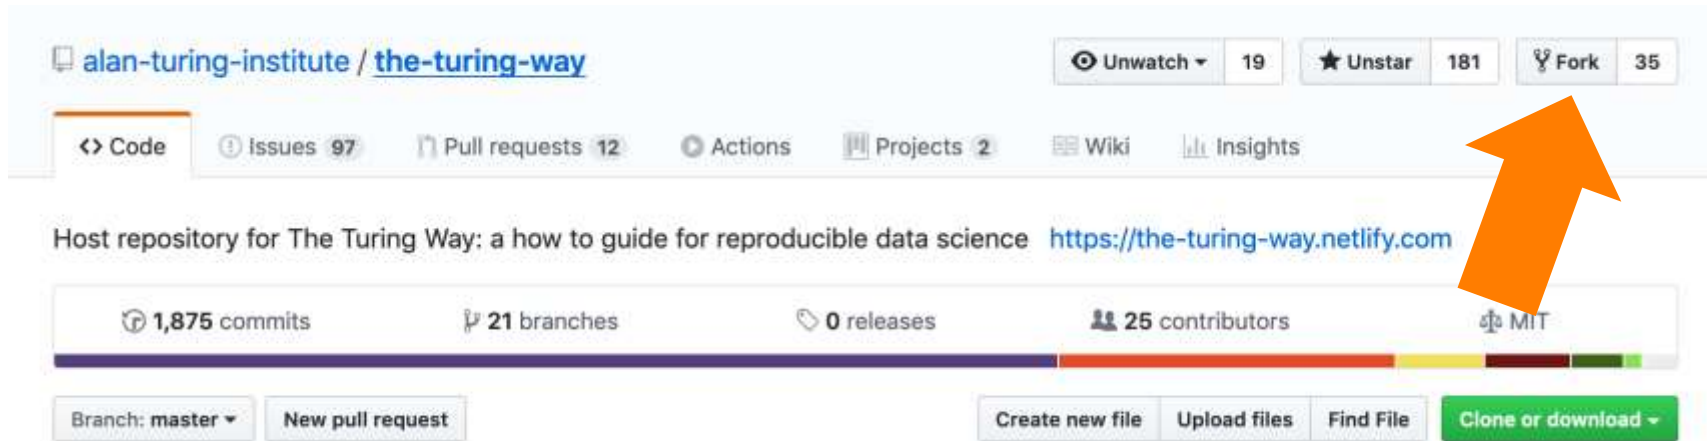 alan-turing-institute / the-turing-way Unwatch 19 Unstar 181 Fork 35
<> Code Issues 97 Pull requests 12 Actions Projects 2 Wiki Insights
Host repository for The Turing Way: a how to guide for reproducible data science https://the-turing-way.netlify.com
1,875 commits 21 branches 0 releases 25 contributors MIT
Branch: master New pull request Create new file Upload files Find File Clone or download